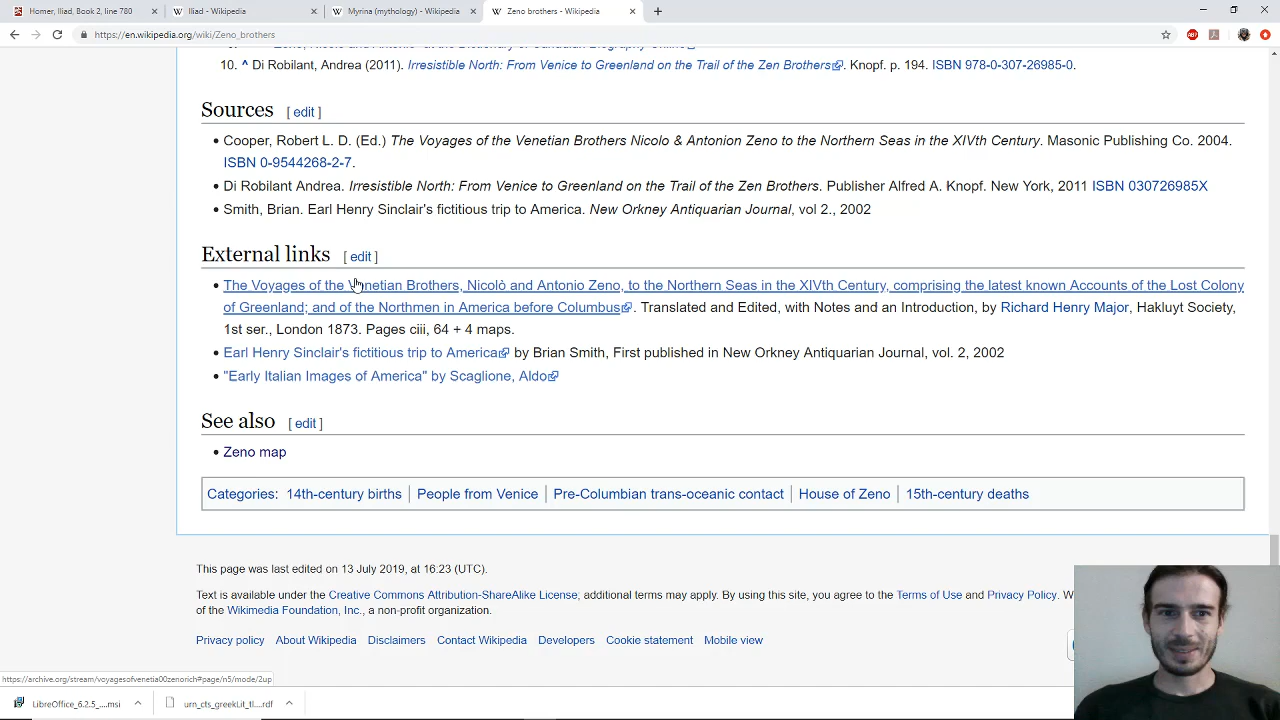 Homer, Iliad, Book 2, line 780
Iliad - Wikipedia
Myrina (mythology) - Wikipedia
Zeno brothers - Wikipedia
https://en.wikipedia.org/wiki/Zeno_brothers
10. ^ Di Robilant, Andrea (2011). Irresistible North: From Venice to Greenland on the Trail of the Zen Brothers. Knopf. p. 194. ISBN 978-0-307-26985-0.
Sources [ edit ]
• Cooper, Robert L. D. (Ed.) The Voyages of the Venetian Brothers Nicolo & Antonion Zeno to the Northern Seas in the XIVth Century. Masonic Publishing Co. 2004.
ISBN 0-9544268-2-7.
• Di Robilant Andrea. Irresistible North: From Venice to Greenland on the Trail of the Zen Brothers. Publisher Alfred A. Knopf. New York, 2011 ISBN 030726985X
• Smith, Brian. Earl Henry Sinclair's fictitious trip to America. New Orkney Antiquarian Journal, vol 2., 2002
External links [ edit ]
• The Voyages of the Venetian Brothers, Nicolò and Antonio Zeno, to the Northern Seas in the XIVth Century, comprising the latest known Accounts of the Lost Colony
of Greenland; and of the Northmen in America before Columbus. Translated and Edited, with Notes and an Introduction, by Richard Henry Major, Hakluyt Society,
1st ser., London 1873. Pages ciii, 64 + 4 maps.
• Earl Henry Sinclair's fictitious trip to America by Brian Smith, First published in New Orkney Antiquarian Journal, vol. 2, 2002
• "Early Italian Images of America" by Scaglione, Aldo
See also [ edit ]
• Zeno map
Categories: 14th-century births | People from Venice | Pre-Columbian trans-oceanic contact | House of Zeno | 15th-century deaths
This page was last edited on 13 July 2019, at 16:23 (UTC).
Text is available under the Creative Commons Attribution-ShareAlike License; additional terms may apply. By using this site, you agree to the Terms of Use and Privacy Policy. W
of the Wikimedia Foundation, Inc., a non-profit organization.
Privacy policy About Wikipedia Disclaimers Contact Wikipedia Developers Cookie statement Mobile view
https://archive.org/stream/voyagesofvenetia00zenorich#page/n5/mode/2up
LibreOffice_6.2.5_....msi
urn_cts_greekLit_tl....rdf